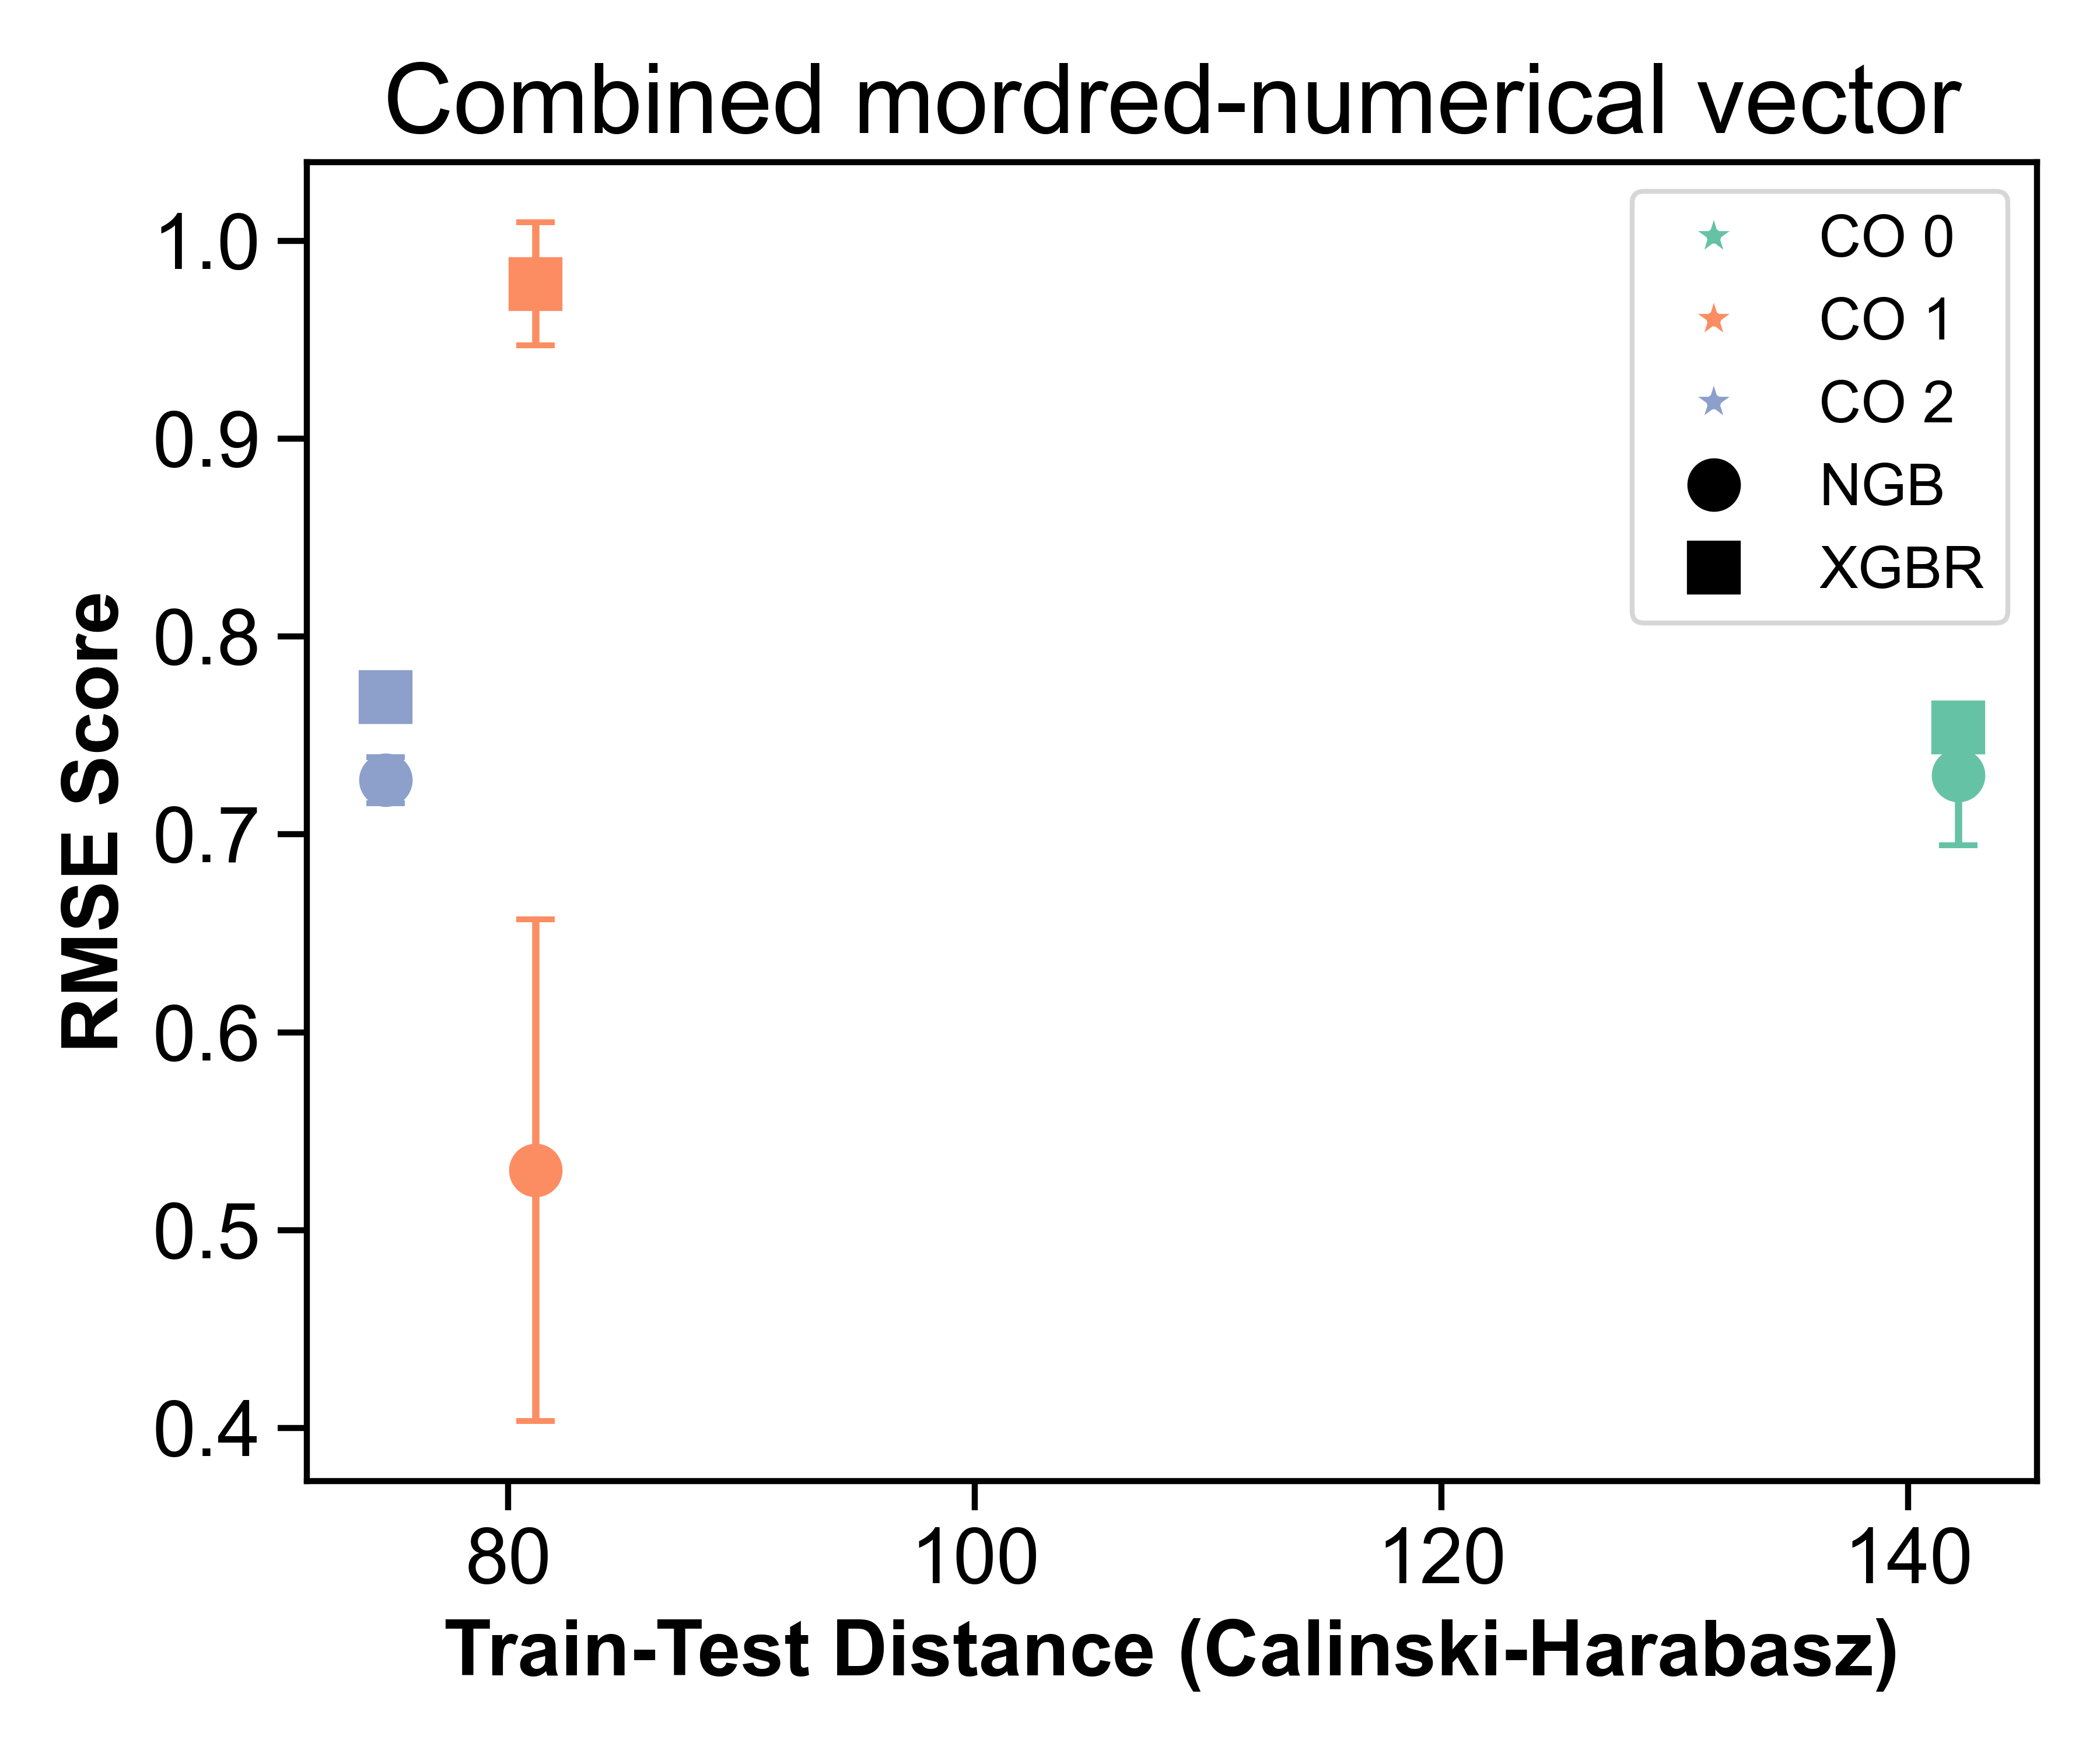 Combined mordred-numerical vector
1.0
0.9
0.8
0.7
0.6
0.5
0.4
RMSE Score
CO 0
CO 1
CO 2
NGB
XGBR
80 100 120 140
Train-Test Distance (Calinski-Harabasz)